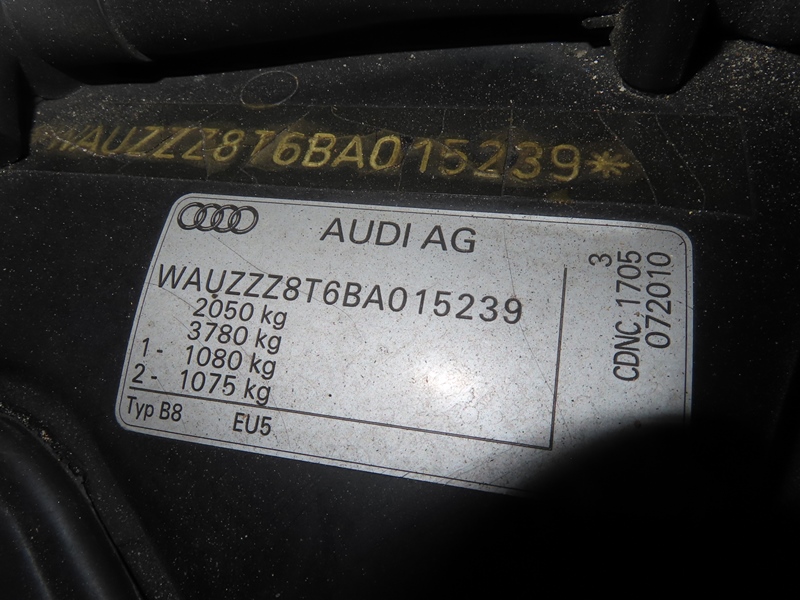 WAUZZZ8T6BA015239*
AUDI AG
WAUZZZ8T6BA015239
2050 kg
3780 kg
1- 1080 kg
2- 1075 kg
Typ B8 EU5
3
CDNC 1705
072010